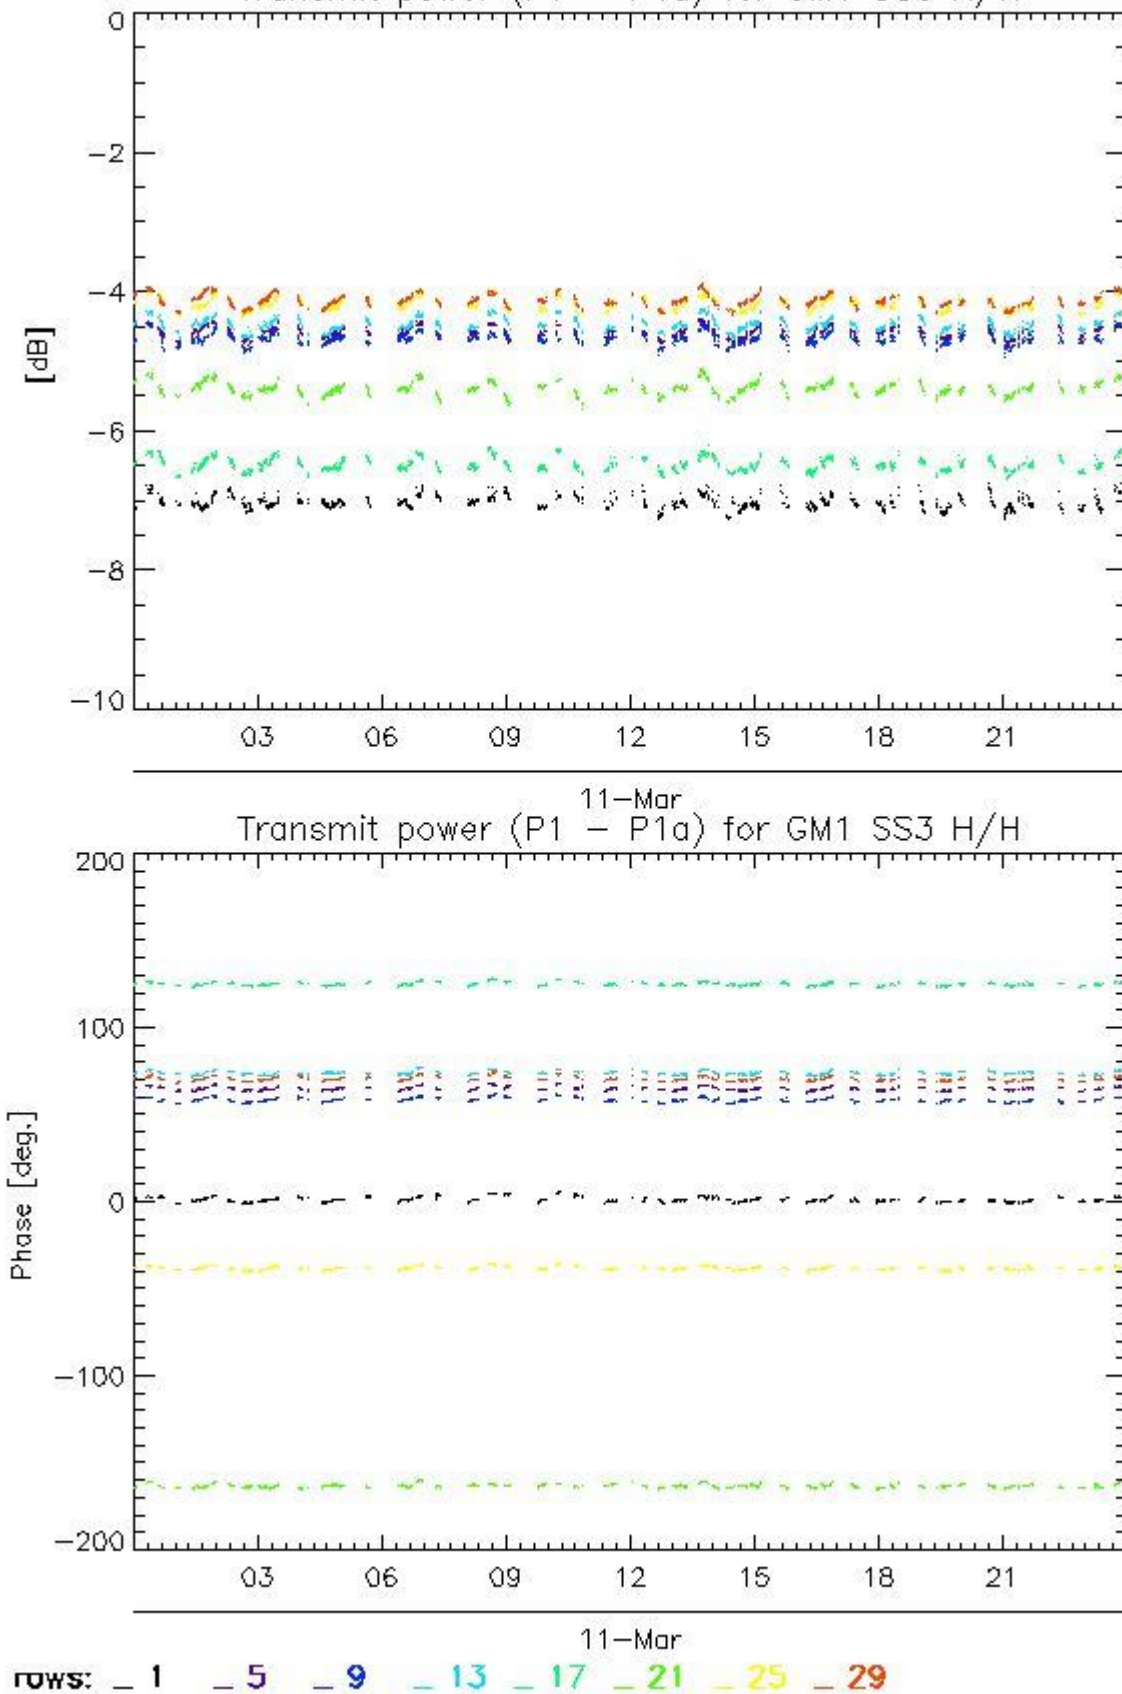 0
−2
−4
[dB]
−6
−8
−10
03 06 09 12 15 18 21
11−Mar
Transmit power (P1 − P1a) for GM1 SS3 H/H
200
100
Phase [deg.]
0
−100
−200
03 06 09 12 15 18 21
11−Mar
rows: _ 1 _ 5 _ 9 _ 13 _ 17 _ 21 _ 25 _ 29